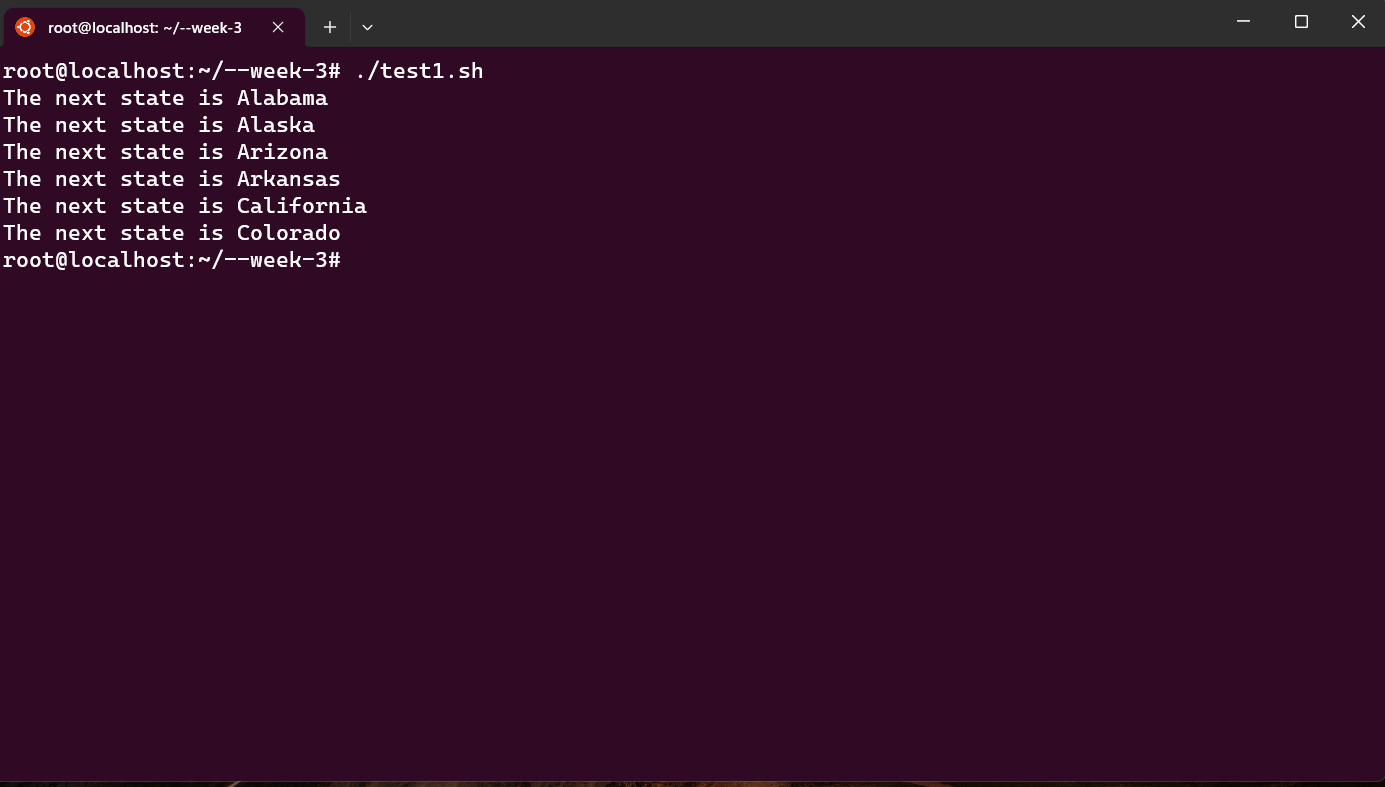 root@localhost: ~/--week-3
root@localhost:~/--week-3# ./test1.sh
The next state is Alabama
The next state is Alaska
The next state is Arizona
The next state is Arkansas
The next state is California
The next state is Colorado
root@localhost:~/--week-3#